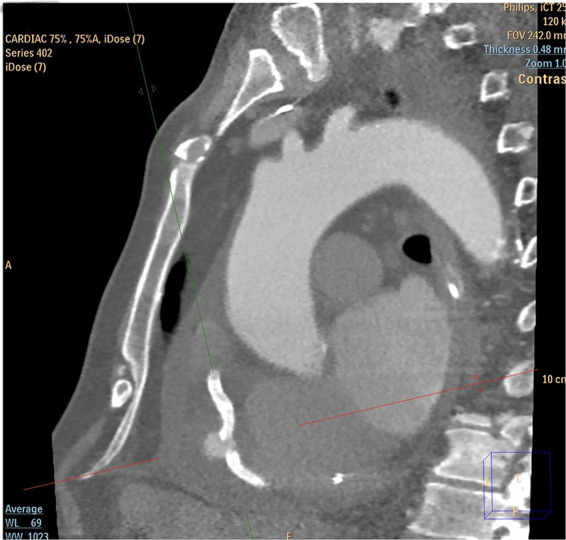 CARDIAC 75% , 75%A, iDose (7)
Series 402
iDose (7)
Philips, iCT 25
120 k
FOV 242.0 mm
Thickness 0.48 mm
Zoom 1.0
Contras
A
10 cm
Average
WL 69
WW 1023
L
F
F